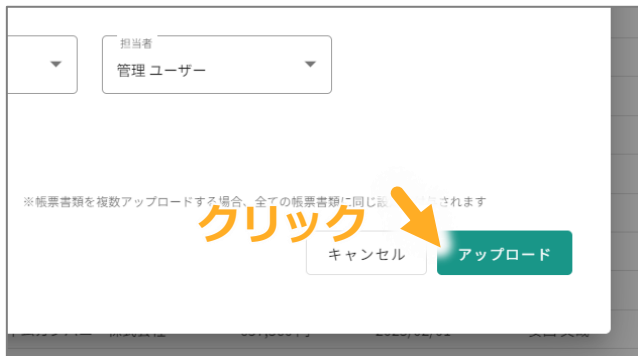 担当者
管理 ユーザー
※帳票書類を複数アップロードする場合、全ての帳票書類に同じ設 されます
クリック
キャンセル
アップロード